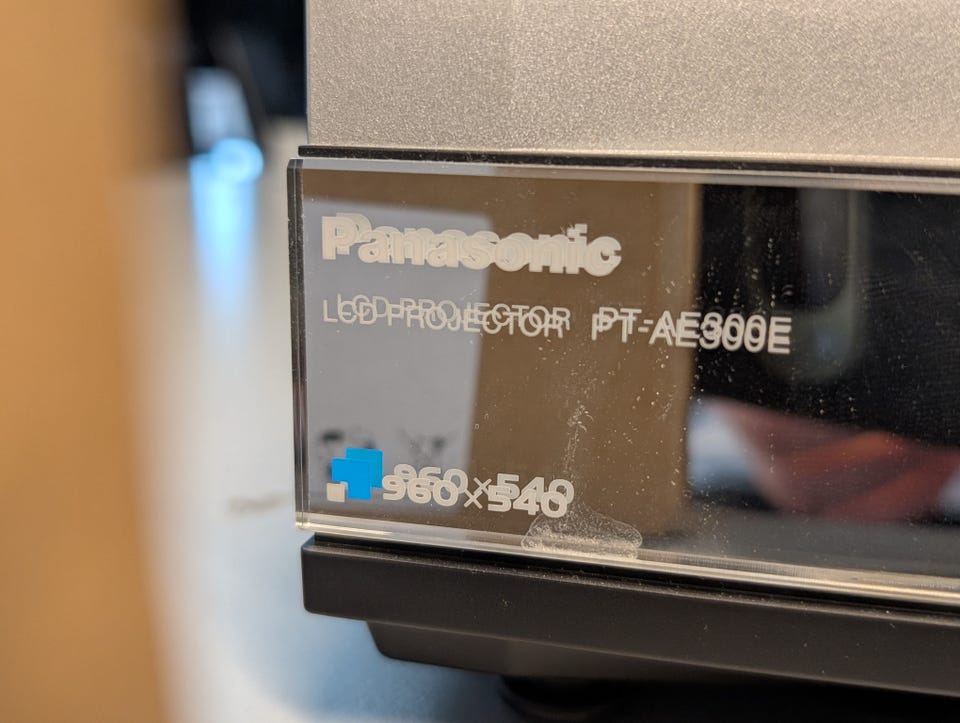 Panasonic
LCD PROJECTOR PT-AE300E
960×540